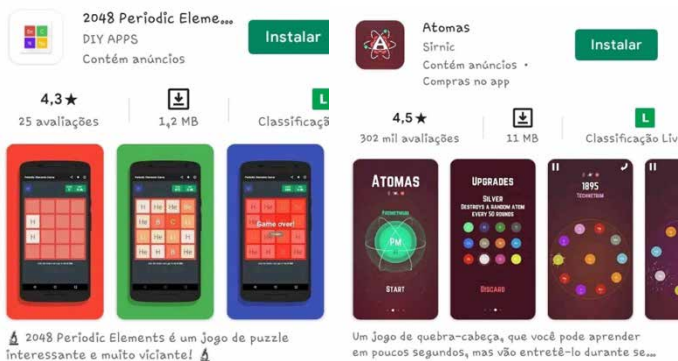 2048 Periodic Eleme...
DIY APPS
Contém anúncios
Instalar
4,3★
25 avaliações
1,2 MB
L
Classificaçã
Game over!
🔬 2048 Periodic Elements é um jogo de puzzle
interessante e muito viciante! 🔬
Atomas
Sirnic
Contém anúncios •
Compras no app
Instalar
4,5★
302 mil avaliações
11 MB
L
Classificação Liv
ATOMAS
PROMETHIUM
PM
START
UPGRADES
SILVER
DESTROYS A RANDOM ATOM
EVERY 50 ROUNDS
DISCARD
1895
TECHNETIUM
Um jogo de quebra-cabeça, que você pode aprender
em poucos segundos, mas vão entretê-lo durante se...